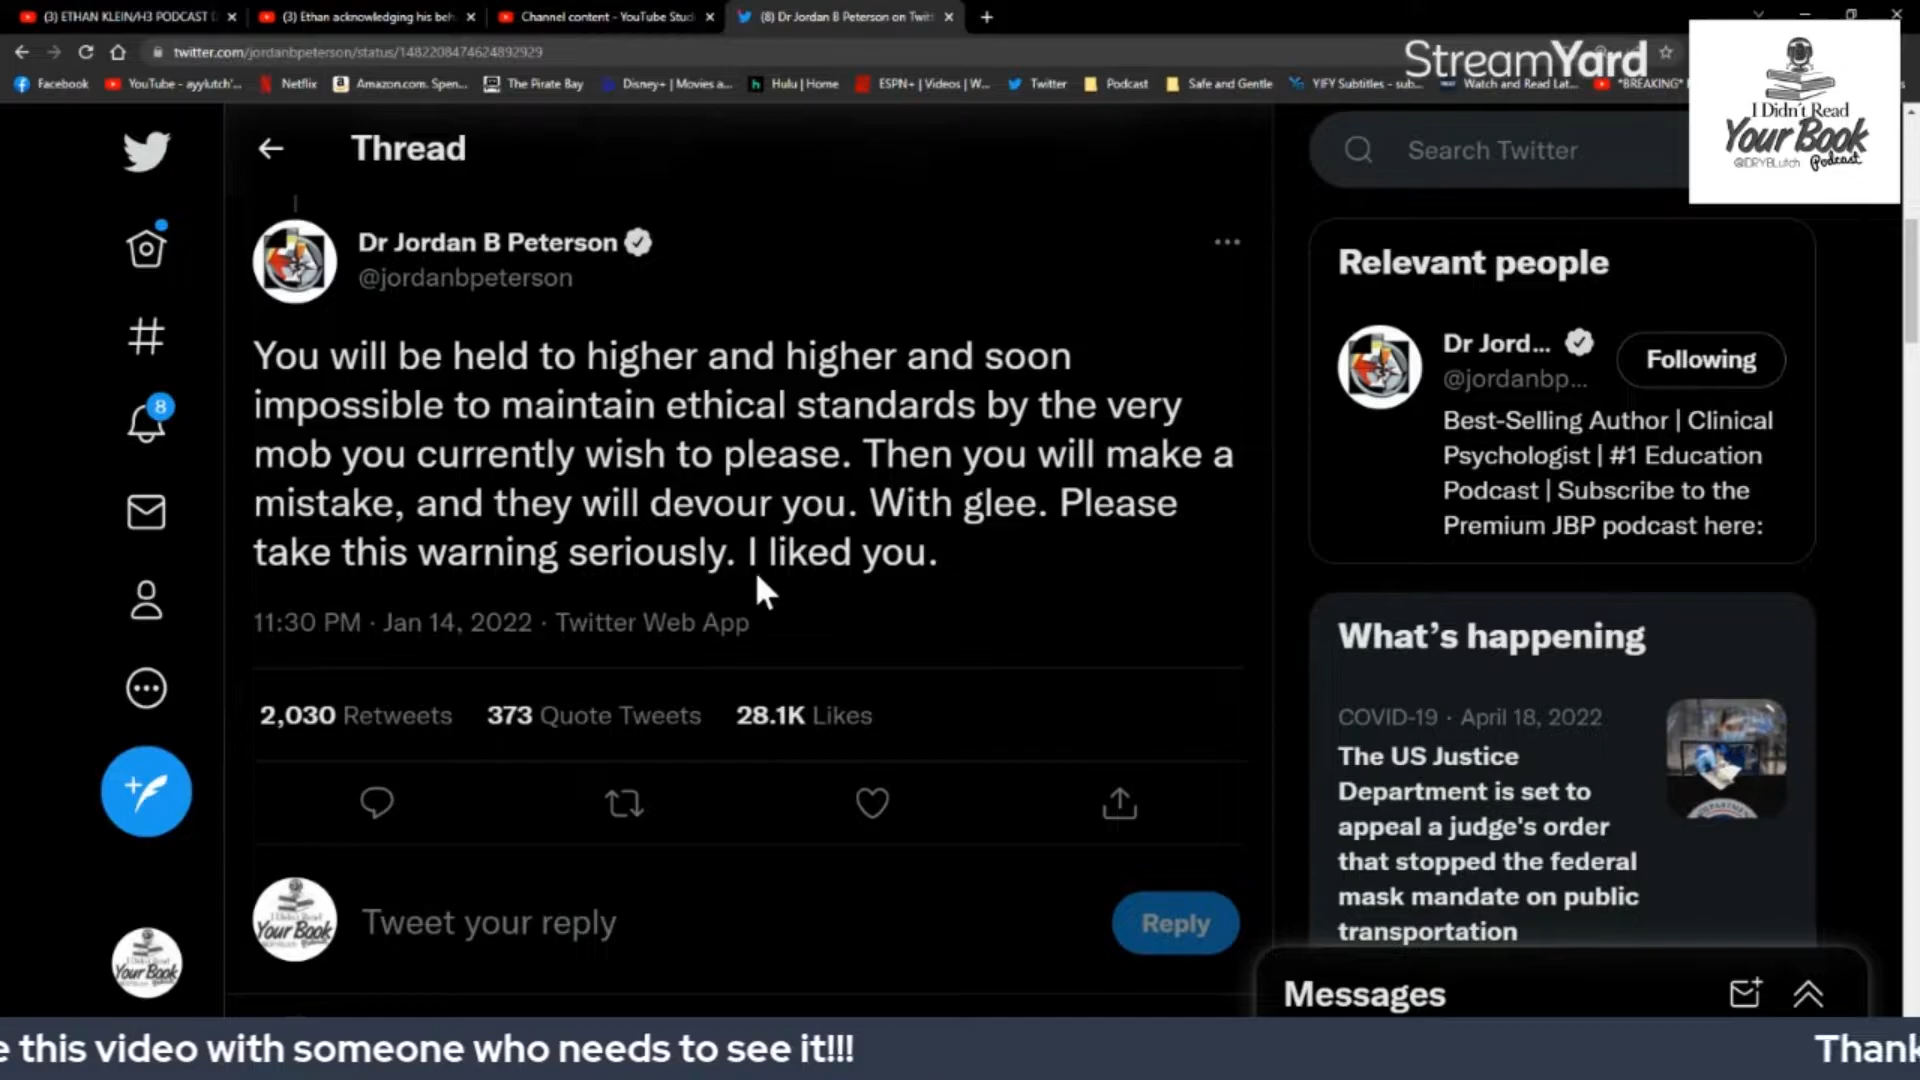 (3) ETHAN KLEIN/H3 PODCAST
(3) Ethan acknowledging his beh
Channel content - YouTube Stud
(8) Dr Jordan B Peterson on Twitt
twitter.com/jordanbpeterson/status/1482208474624892929
Facebook
YouTube - ayylutch'...
Netflix
Amazon.com. Spen...
The Pirate Bay
Disney+ | Movies a...
Hulu | Home
ESPN+ | Videos | W...
Twitter
Podcast
Safe and Gentle
YIFY Subtitles - sub...
Watch and Read Lat...
*BREAKING*
StreamYard
I Didn't Read
Your Book
Podcast
@IDRYBLutch
Thread
Search Twitter
Dr Jordan B Peterson
@jordanbpeterson
You will be held to higher and higher and soon
impossible to maintain ethical standards by the very
mob you currently wish to please. Then you will make a
mistake, and they will devour you. With glee. Please
take this warning seriously. I liked you.
11:30 PM · Jan 14, 2022 · Twitter Web App
2,030 Retweets 373 Quote Tweets 28.1K Likes
8
I Didn't Read
Your Book
Tweet your reply
Reply
Your Book
Relevant people
Dr Jord...
@jordanbp...
Following
Best-Selling Author | Clinical
Psychologist | #1 Education
Podcast | Subscribe to the
Premium JBP podcast here:
What's happening
COVID-19 · April 18, 2022
The US Justice
Department is set to
appeal a judge's order
that stopped the federal
mask mandate on public
transportation
Messages
e this video with someone who needs to see it!!!
Thank